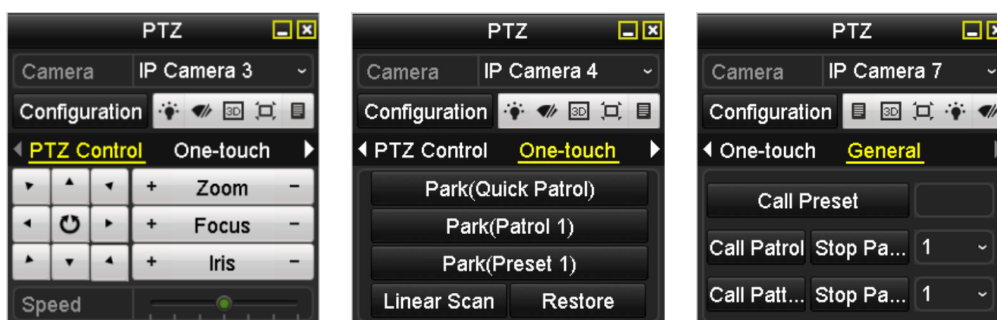 PTZ
Camera IP Camera 3
Configuration 3D
PTZ Control One-touch
+ Zoom -
+ Focus -
+ Iris -
Speed
PTZ
Camera IP Camera 4
Configuration 3D
PTZ Control One-touch
Park(Quick Patrol)
Park(Patrol 1)
Park(Preset 1)
Linear Scan Restore
PTZ
Camera IP Camera 7
Configuration 3D
One-touch General
Call Preset
Call Patrol Stop Pa... 1
Call Patt... Stop Pa... 1